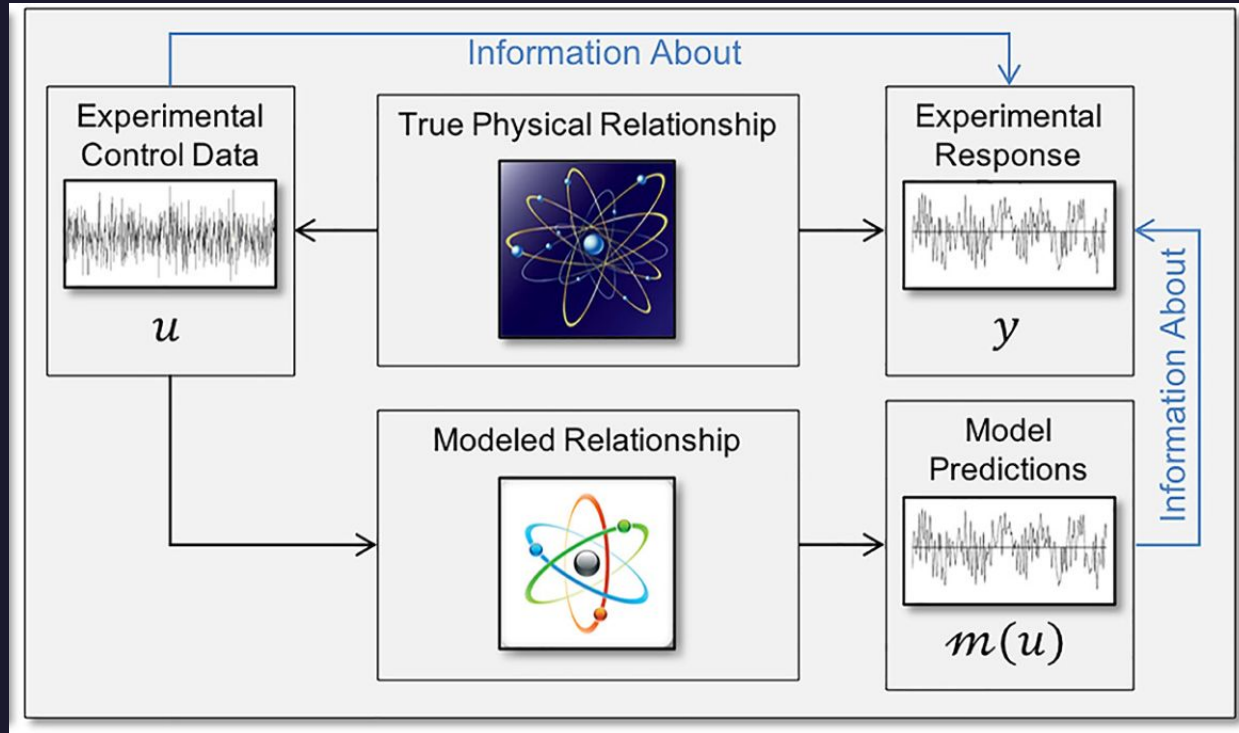 Information About
Experimental
Control Data
u
True Physical Relationship
Experimental
Response
y
Information About
Modeled Relationship
Model
Predictions
m(u)